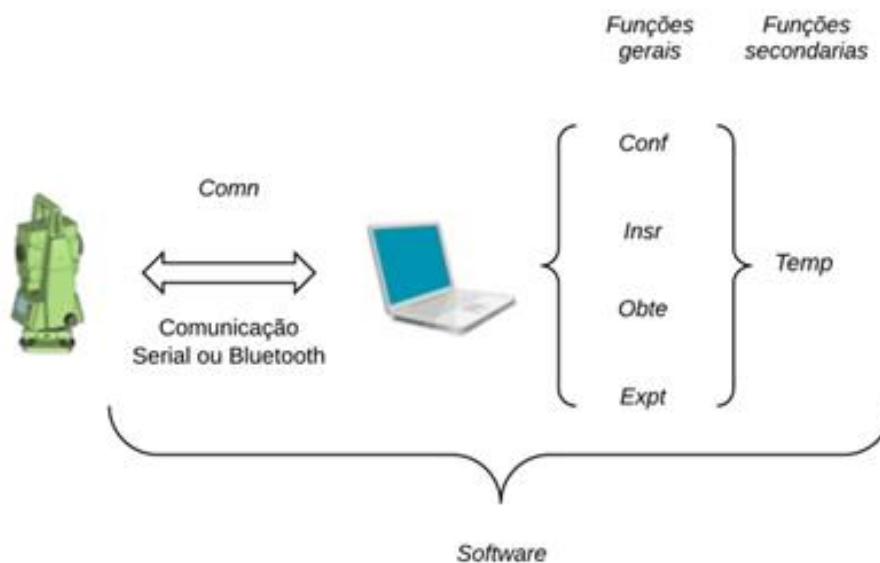 Funções
gerais
Funções
secondarias
Conf
Comn
Insr
Temp
Obte
Comunicação
Serial ou Bluetooth
Expt
Software